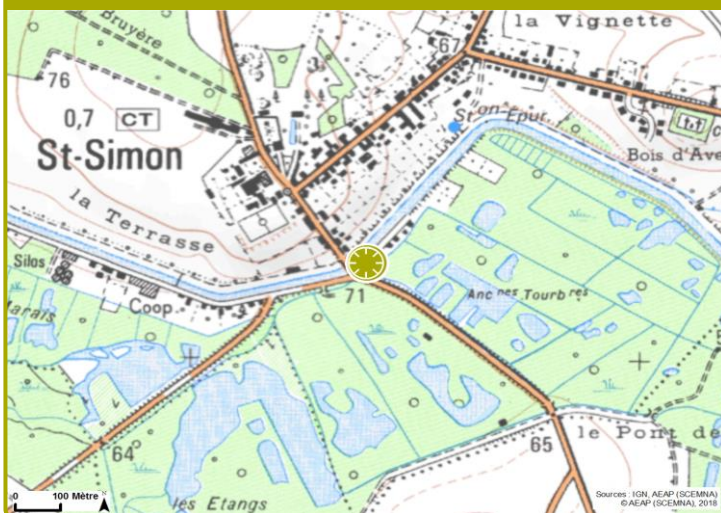 Bruyère
la Vignette
67
76
0,7 CT
St-Simon
St on Epur.
Bois d'Ave
la Terrasse
Silos
Coop.
71
Anc nes Tourb res
Marais
64
65
le Pont de
les Etangs
0 100 Mètre
Sources : IGN, AEAP (SCEMNA)
© AEAP (SCEMNA), 2018